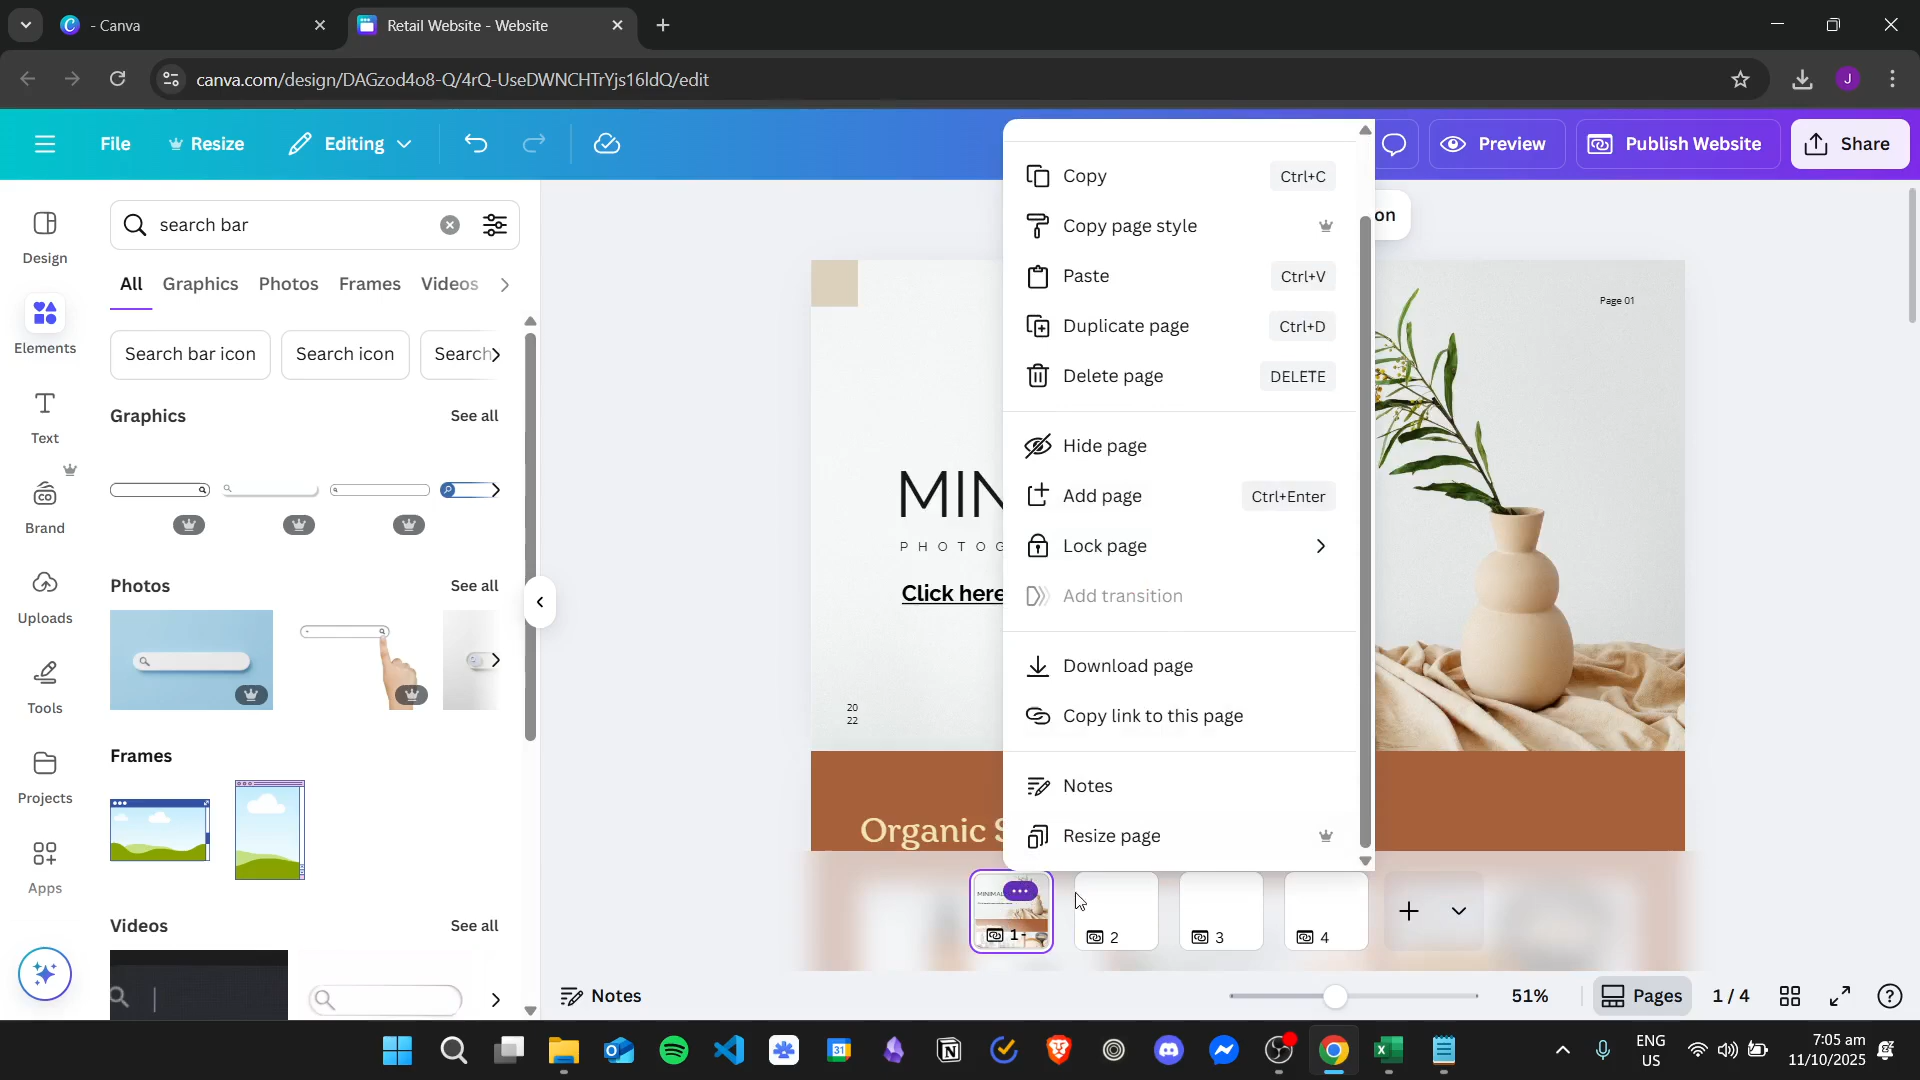 - Canva
Retail Website - Website
canva.com/design/DAGzod4o8-Q/4rQ-UseDWNCHTrYjs16ldQ/edit
J
File
Resize
Editing
Preview
Publish Website
Share
Design
Elements
Text
Brand
Uploads
Tools
Projects
Apps
search bar
All
Graphics
Photos
Frames
Videos
Search bar icon
Search icon
Search
Graphics
See all
Photos
See all
Frames
Videos
See all
on
Page 01
MIN
PHOTOG
Click here
20
22
Organic S
Copy
Ctrl+C
Copy page style
Paste
Ctrl+V
Duplicate page
Ctrl+D
Delete page
DELETE
Hide page
Add page
Ctrl+Enter
Lock page
Add transition
Download page
Copy link to this page
Notes
Resize page
1 -
2
3
4
Notes
51%
Pages
1 / 4
ENG
US
7:05 am
11/10/2025